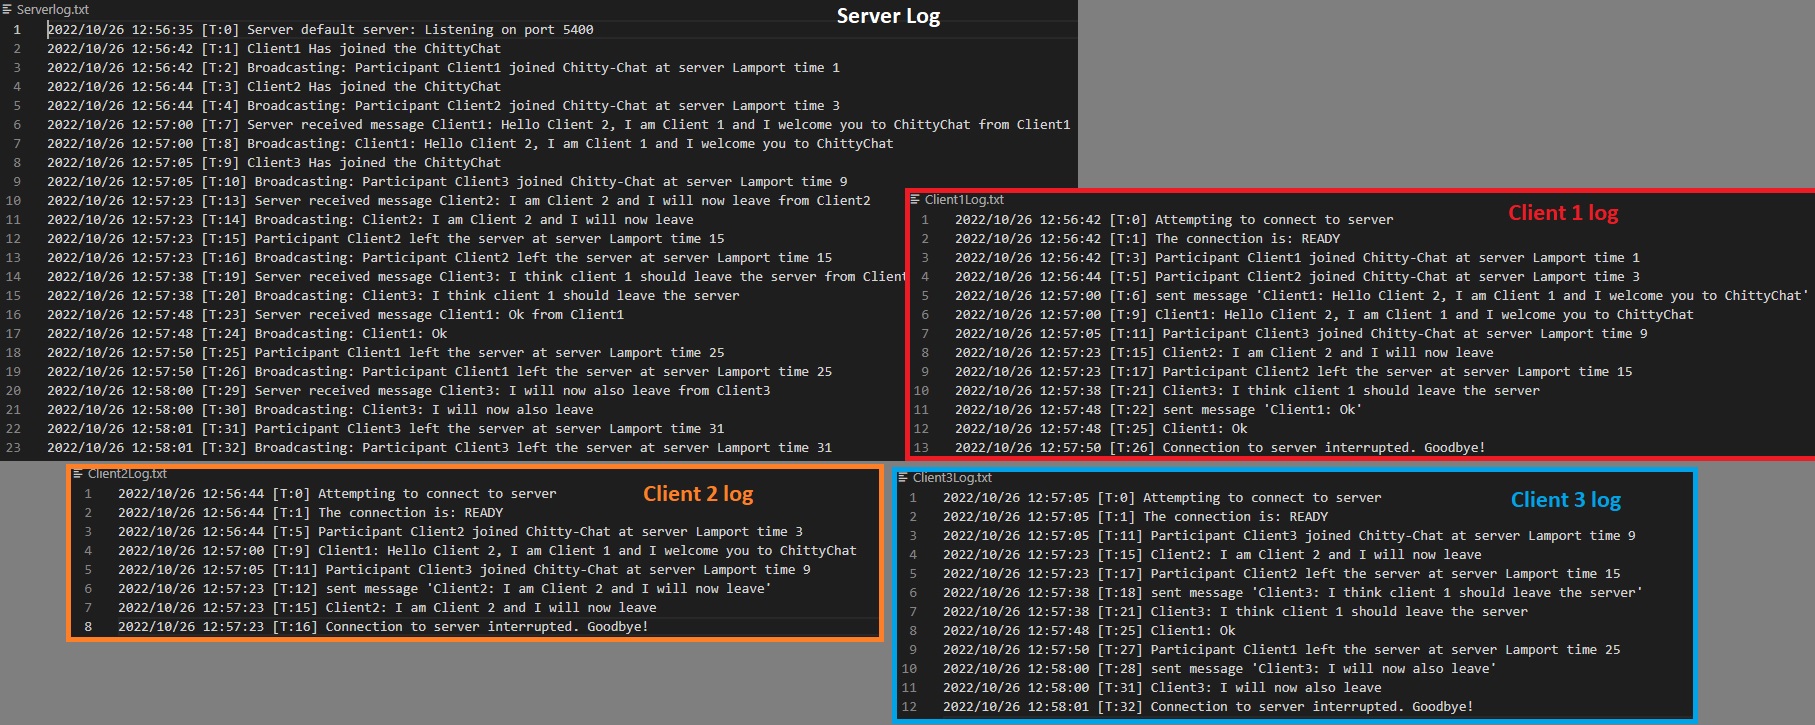 Serverlog.txt
Server Log
1 2022/10/26 12:56:35 [T:0] Server default server: Listening on port 5400
2 2022/10/26 12:56:42 [T:1] Client1 Has joined the ChittyChat
3 2022/10/26 12:56:42 [T:2] Broadcasting: Participant Client1 joined Chitty-Chat at server Lamport time 1
4 2022/10/26 12:56:44 [T:3] Client2 Has joined the ChittyChat
5 2022/10/26 12:56:44 [T:4] Broadcasting: Participant Client2 joined Chitty-Chat at server Lamport time 3
6 2022/10/26 12:57:00 [T:7] Server received message Client1: Hello Client 2, I am Client 1 and I welcome you to ChittyChat from Client1
7 2022/10/26 12:57:00 [T:8] Broadcasting: Client1: Hello Client 2, I am Client 1 and I welcome you to ChittyChat
8 2022/10/26 12:57:05 [T:9] Client3 Has joined the ChittyChat
9 2022/10/26 12:57:05 [T:10] Broadcasting: Participant Client3 joined Chitty-Chat at server Lamport time 9
10 2022/10/26 12:57:23 [T:13] Server received message Client2: I am Client 2 and I will now leave from Client2
11 2022/10/26 12:57:23 [T:14] Broadcasting: Client2: I am Client 2 and I will now leave
12 2022/10/26 12:57:23 [T:15] Participant Client2 left the server at server Lamport time 15
13 2022/10/26 12:57:23 [T:16] Broadcasting: Participant Client2 left the server at server Lamport time 15
14 2022/10/26 12:57:38 [T:19] Server received message Client3: I think client 1 should leave the server from Client
15 2022/10/26 12:57:38 [T:20] Broadcasting: Client3: I think client 1 should leave the server
16 2022/10/26 12:57:48 [T:23] Server received message Client1: Ok from Client1
17 2022/10/26 12:57:48 [T:24] Broadcasting: Client1: Ok
18 2022/10/26 12:57:50 [T:25] Participant Client1 left the server at server Lamport time 25
19 2022/10/26 12:57:50 [T:26] Broadcasting: Participant Client1 left the server at server Lamport time 25
20 2022/10/26 12:58:00 [T:29] Server received message Client3: I will now also leave from Client3
21 2022/10/26 12:58:00 [T:30] Broadcasting: Client3: I will now also leave
22 2022/10/26 12:58:01 [T:31] Participant Client3 left the server at server Lamport time 31
23 2022/10/26 12:58:01 [T:32] Broadcasting: Participant Client3 left the server at server Lamport time 31
Client1Log.txt
Client 1 log
1 2022/10/26 12:56:42 [T:0] Attempting to connect to server
2 2022/10/26 12:56:42 [T:1] The connection is: READY
3 2022/10/26 12:56:42 [T:3] Participant Client1 joined Chitty-Chat at server Lamport time 1
4 2022/10/26 12:56:44 [T:5] Participant Client2 joined Chitty-Chat at server Lamport time 3
5 2022/10/26 12:57:00 [T:6] sent message 'Client1: Hello Client 2, I am Client 1 and I welcome you to ChittyChat'
6 2022/10/26 12:57:00 [T:9] Client1: Hello Client 2, I am Client 1 and I welcome you to ChittyChat
7 2022/10/26 12:57:05 [T:11] Participant Client3 joined Chitty-Chat at server Lamport time 9
8 2022/10/26 12:57:23 [T:15] Client2: I am Client 2 and I will now leave
9 2022/10/26 12:57:23 [T:17] Participant Client2 left the server at server Lamport time 15
10 2022/10/26 12:57:38 [T:21] Client3: I think client 1 should leave the server
11 2022/10/26 12:57:48 [T:22] sent message 'Client1: Ok'
12 2022/10/26 12:57:48 [T:25] Client1: Ok
13 2022/10/26 12:57:50 [T:26] Connection to server interrupted. Goodbye!
Client2Log.txt
Client 2 log
1 2022/10/26 12:56:44 [T:0] Attempting to connect to server
2 2022/10/26 12:56:44 [T:1] The connection is: READY
3 2022/10/26 12:56:44 [T:5] Participant Client2 joined Chitty-Chat at server Lamport time 3
4 2022/10/26 12:57:00 [T:9] Client1: Hello Client 2, I am Client 1 and I welcome you to ChittyChat
5 2022/10/26 12:57:05 [T:11] Participant Client3 joined Chitty-Chat at server Lamport time 9
6 2022/10/26 12:57:23 [T:12] sent message 'Client2: I am Client 2 and I will now leave'
7 2022/10/26 12:57:23 [T:15] Client2: I am Client 2 and I will now leave
8 2022/10/26 12:57:23 [T:16] Connection to server interrupted. Goodbye!
Client3Log.txt
Client 3 log
1 2022/10/26 12:57:05 [T:0] Attempting to connect to server
2 2022/10/26 12:57:05 [T:1] The connection is: READY
3 2022/10/26 12:57:05 [T:11] Participant Client3 joined Chitty-Chat at server Lamport time 9
4 2022/10/26 12:57:23 [T:15] Client2: I am Client 2 and I will now leave
5 2022/10/26 12:57:23 [T:17] Participant Client2 left the server at server Lamport time 15
6 2022/10/26 12:57:38 [T:18] sent message 'Client3: I think client 1 should leave the server'
7 2022/10/26 12:57:38 [T:21] Client3: I think client 1 should leave the server
8 2022/10/26 12:57:48 [T:25] Client1: Ok
9 2022/10/26 12:57:50 [T:27] Participant Client1 left the server at server Lamport time 25
10 2022/10/26 12:58:00 [T:28] sent message 'Client3: I will now also leave'
11 2022/10/26 12:58:00 [T:31] Client3: I will now also leave
12 2022/10/26 12:58:01 [T:32] Connection to server interrupted. Goodbye!